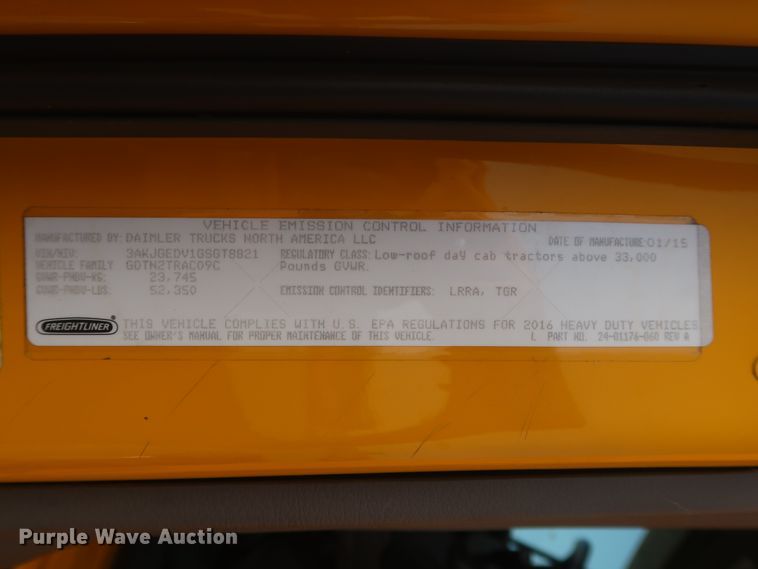 VEHICLE EMISSION CONTROL INFORMATION
MANUFACTURED BY: DAIMLER TRUCKS NORTH AMERICA LLC DATE OF MANUFACTURE: 01/15
VIN/NIV: 3AKJGEDV1GSGT8821 REGULATORY CLASS: Low-roof day cab tractors above 33,000
VEHICLE FAMILY GDTN2TRAC09C Pounds GVWR.
GVWR-PNBV-KG: 23,745
GVWR-PNBV-LBS: 52,350 EMISSION CONTROL IDENTIFIERS: LRRA, TGR
FREIGHTLINER
THIS VEHICLE COMPLIES WITH U.S. EPA REGULATIONS FOR 2016 HEAVY DUTY VEHICLES
SEE OWNER'S MANUAL FOR PROPER MAINTENANCE OF THIS VEHICLE. L PART NO. 24-01176-060 REV A
Purple Wave Auction